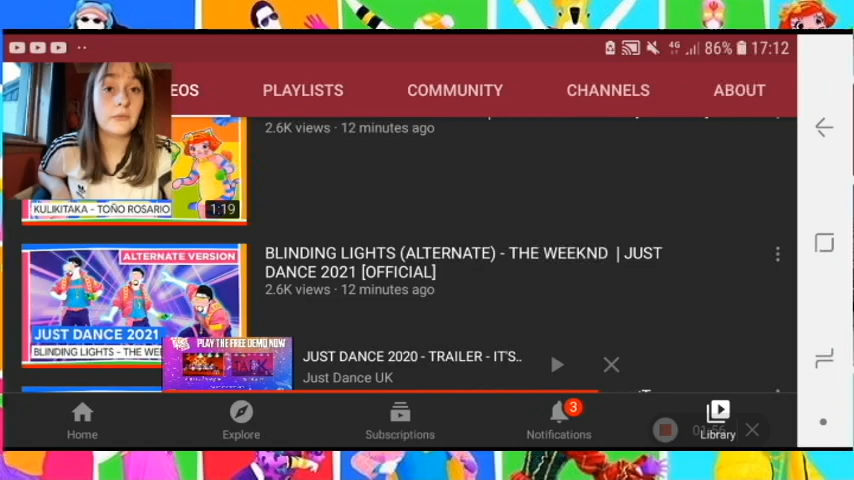 86% 17:12
EOS PLAYLISTS COMMUNITY CHANNELS ABOUT
2.6K views · 12 minutes ago
1:19
KULIKITAKA - TOÑO ROSARIO
ALTERNATE VERSION
JUST DANCE 2021
BLINDING LIGHTS - THE WEE
BLINDING LIGHTS (ALTERNATE) - THE WEEKND | JUST
DANCE 2021 [OFFICIAL]
2.6K views · 12 minutes ago
PLAY THE FREE DEMO NOW
JUST DANCE 2020 - TRAILER - IT'S..
Just Dance UK
3
01:56
Home Explore Subscriptions Notifications Library